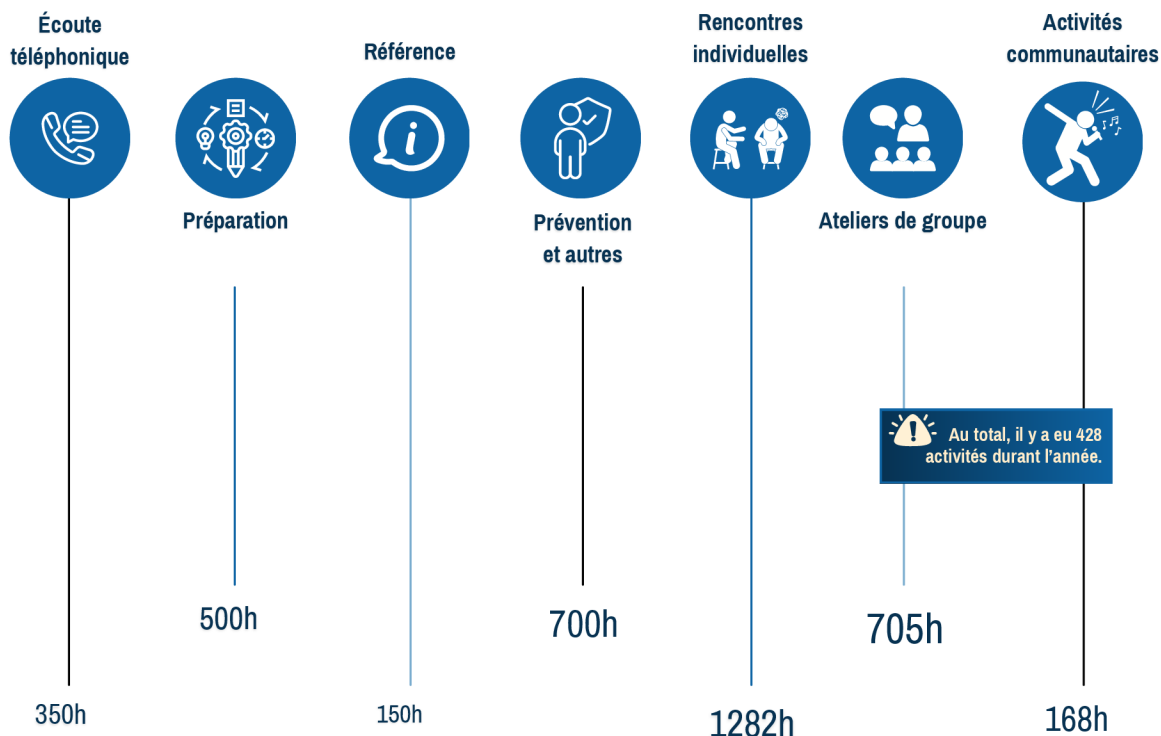 Écoute
téléphonique
Référence
Rencontres
individuelles
Activités
communautaires
i
Préparation
Prévention
et autres
Ateliers de groupe
Au total, il y a eu 428
activités durant l'année.
500h
700h
705h
350h
150h
1282h
168h